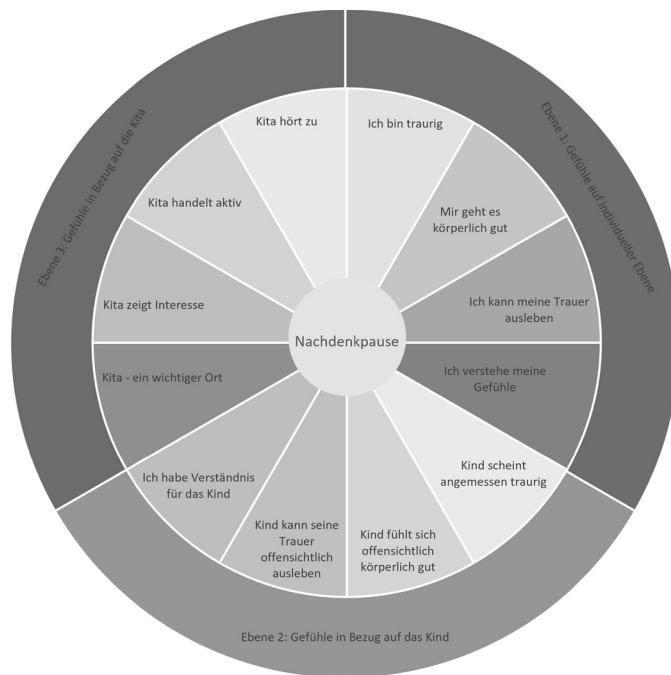 Ebene 1: Gefühle auf individueller Ebene
Ich bin traurig
Mir geht es
körperlich gut
Ich kann meine Trauer
ausleben
Ich verstehe meine
Gefühle
Ebene 2: Gefühle in Bezug auf das Kind
Kind scheint
angemessen traurig
Kind fühlt sich
offensichtlich
körperlich gut
Kind kann seine
Trauer
offensichtlich
ausleben
Ich habe Verständnis
für das Kind
Ebene 3: Gefühle in Bezug auf die Kita
Kita - ein wichtiger Ort
Kita zeigt Interesse
Kita handelt aktiv
Kita hört zu
Nachdenkpause